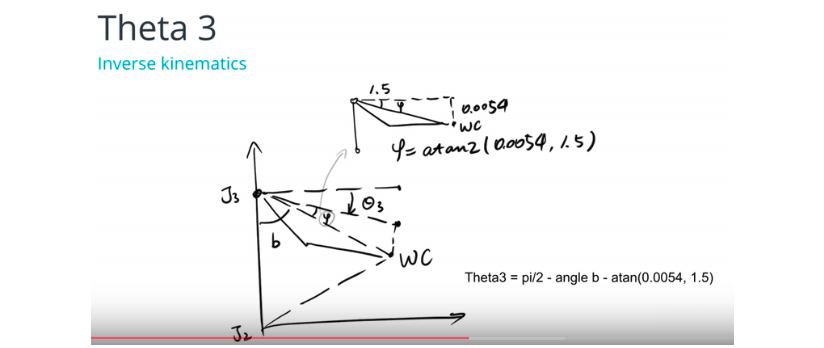 Theta 3
Inverse kinematics
1.5
φ
0.0054
WC
φ= atan2(0.0054, 1.5)
J3
θ3
φ
b
WC
Theta3 = pi/2 - angle b - atan(0.0054, 1.5)
J2